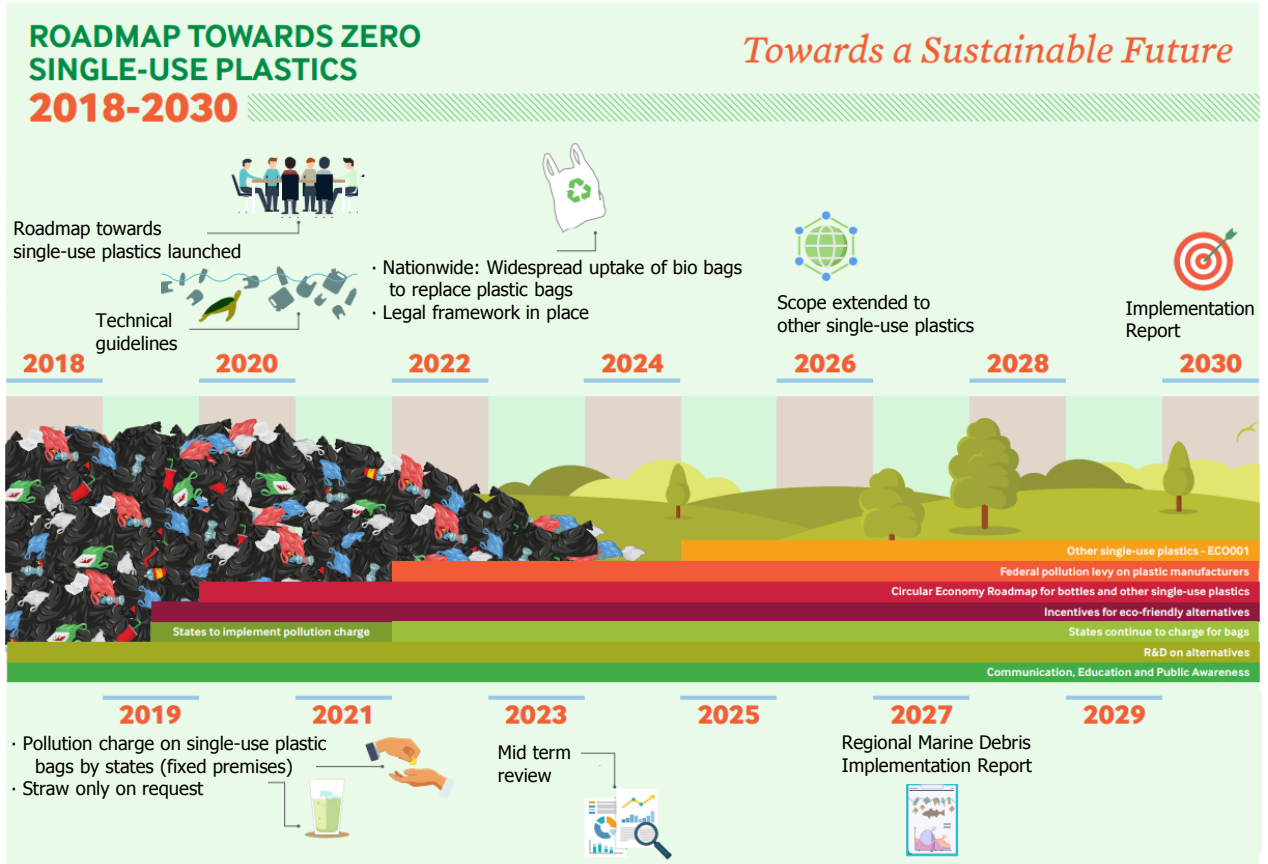 ROADMAP TOWARDS ZERO
SINGLE-USE PLASTICS
2018-2030
Towards a Sustainable Future
Roadmap towards
single-use plastics launched
Technical
guidelines
· Nationwide: Widespread uptake of bio bags
to replace plastic bags
· Legal framework in place
Scope extended to
other single-use plastics
Implementation
Report
2018
2020
2022
2024
2026
2028
2030
Other single-use plastics - ECO001
Federal pollution levy on plastic manufacturers
Circular Economy Roadmap for bottles and other single-use plastics
Incentives for eco-friendly alternatives
States to implement pollution charge
States continue to charge for bags
R&D on alternatives
Communication, Education and Public Awareness
2019
2021
2023
2025
2027
2029
· Pollution charge on single-use plastic
bags by states (fixed premises)
· Straw only on request
Mid term
review
Regional Marine Debris
Implementation Report